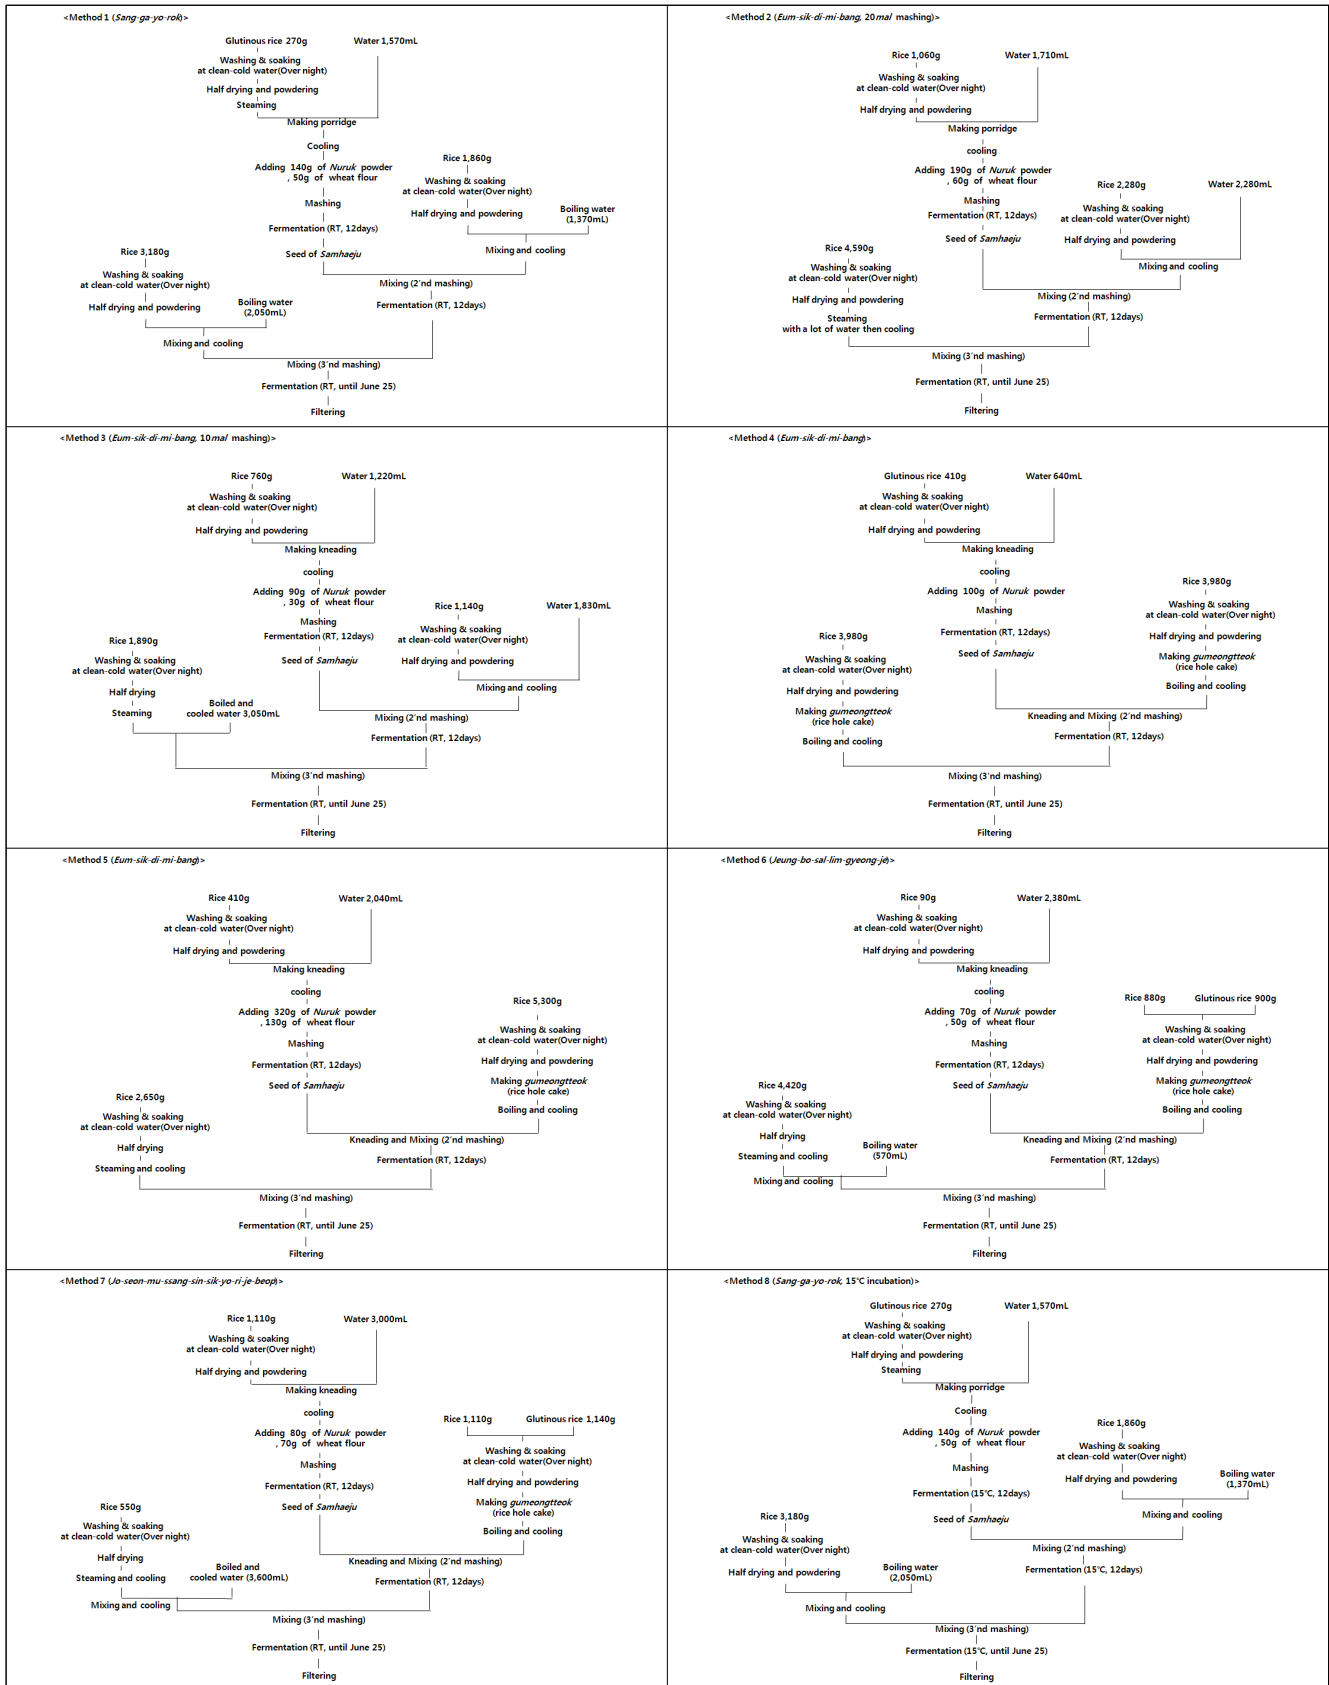 <Method 1 (Sang-ga-yo-rok)>
Glutinous rice 270g
Water 1,570mL
Washing & soaking
at clean-cold water(Over night)
Half drying and powdering
Steaming
Making porridge
Cooling
Adding 140g of Nuruk powder
, 50g of wheat flour
Mashing
Fermentation (RT, 12days)
Seed of Samhaeju
Rice 1,860g
Washing & soaking
at clean-cold water(Over night)
Half drying and powdering
Boiling water
(1,370mL)
Mixing and cooling
Rice 3,180g
Washing & soaking
at clean-cold water(Over night)
Half drying and powdering
Boiling water
(2,050mL)
Mixing and cooling
Mixing (2'nd mashing)
Fermentation (RT, 12days)
Mixing (3'nd mashing)
Fermentation (RT, until June 25)
Filtering
<Method 2 (Eum-sik-di-mi-bang, 20mal mashing)>
Rice 1,060g
Water 1,710mL
Washing & soaking
at clean-cold water(Over night)
Half drying and powdering
Making porridge
cooling
Adding 190g of Nuruk powder
, 60g of wheat flour
Mashing
Fermentation (RT, 12days)
Seed of Samhaeju
Rice 2,280g
Water 2,280mL
Washing & soaking
at clean-cold water(Over night)
Half drying and powdering
Mixing and cooling
Rice 4,590g
Washing & soaking
at clean-cold water(Over night)
Half drying and powdering
Steaming
with a lot of water then cooling
Mixing (2'nd mashing)
Fermentation (RT, 12days)
Mixing (3'nd mashing)
Fermentation (RT, until June 25)
Filtering
<Method 3 (Eum-sik-di-mi-bang, 10mal mashing)>
Rice 760g
Water 1,220mL
Washing & soaking
at clean-cold water(Over night)
Half drying and powdering
Making kneading
cooling
Adding 90g of Nuruk powder
, 30g of wheat flour
Mashing
Fermentation (RT, 12days)
Seed of Samhaeju
Rice 1,140g
Water 1,830mL
Washing & soaking
at clean-cold water(Over night)
Half drying and powdering
Mixing and cooling
Rice 1,890g
Washing & soaking
at clean-cold water(Over night)
Half drying
Steaming
Boiled and
cooled water 3,050mL
Mixing (2'nd mashing)
Fermentation (RT, 12days)
Mixing (3'nd mashing)
Fermentation (RT, until June 25)
Filtering
<Method 4 (Eum-sik-di-mi-bang)>
Glutinous rice 410g
Water 640mL
Washing & soaking
at clean-cold water(Over night)
Half drying and powdering
Making kneading
cooling
Adding 100g of Nuruk powder
Mashing
Fermentation (RT, 12days)
Seed of Samhaeju
Rice 3,980g
Washing & soaking
at clean-cold water(Over night)
Half drying and powdering
Making gumeongtteok
(rice hole cake)
Boiling and cooling
Rice 3,980g
Washing & soaking
at clean-cold water(Over night)
Half drying and powdering
Making gumeongtteok
(rice hole cake)
Boiling and cooling
Kneading and Mixing (2'nd mashing)
Fermentation (RT, 12days)
Mixing (3'nd mashing)
Fermentation (RT, until June 25)
Filtering
<Method 5 (Eum-sik-di-mi-bang)>
Rice 410g
Water 2,040mL
Washing & soaking
at clean-cold water(Over night)
Half drying and powdering
Making kneading
cooling
Adding 320g of Nuruk powder
, 130g of wheat flour
Mashing
Fermentation (RT, 12days)
Seed of Samhaeju
Rice 5,300g
Washing & soaking
at clean-cold water(Over night)
Half drying and powdering
Making gumeongtteok
(rice hole cake)
Boiling and cooling
Rice 2,650g
Washing & soaking
at clean-cold water(Over night)
Half drying
Steaming and cooling
Kneading and Mixing (2'nd mashing)
Fermentation (RT, 12days)
Mixing (3'nd mashing)
Fermentation (RT, until June 25)
Filtering
<Method 6 (Jeung-bo-sal-lim-gyeong-je)>
Rice 90g
Water 2,380mL
Washing & soaking
at clean-cold water(Over night)
Half drying and powdering
Making kneading
cooling
Adding 70g of Nuruk powder
, 50g of wheat flour
Mashing
Fermentation (RT, 12days)
Seed of Samhaeju
Rice 880g
Glutinous rice 900g
Washing & soaking
at clean-cold water(Over night)
Half drying and powdering
Making gumeongtteok
(rice hole cake)
Boiling and cooling
Rice 4,420g
Washing & soaking
at clean-cold water(Over night)
Half drying
Steaming and cooling
Boiling water
(570mL)
Mixing and cooling
Kneading and Mixing (2'nd mashing)
Fermentation (RT, 12days)
Mixing (3'nd mashing)
Fermentation (RT, until June 25)
Filtering
<Method 7 (Jo-seon-mu-ssang-sin-sik-yo-ri-je-beop)>
Rice 1,110g
Water 3,000mL
Washing & soaking
at clean-cold water(Over night)
Half drying and powdering
Making kneading
cooling
Adding 80g of Nuruk powder
, 70g of wheat flour
Mashing
Fermentation (RT, 12days)
Seed of Samhaeju
Rice 1,110g
Glutinous rice 1,140g
Washing & soaking
at clean-cold water(Over night)
Half drying and powdering
Making gumeongtteok
(rice hole cake)
Boiling and cooling
Rice 550g
Washing & soaking
at clean-cold water(Over night)
Half drying
Steaming and cooling
Boiled and
cooled water (3,600mL)
Mixing and cooling
Kneading and Mixing (2'nd mashing)
Fermentation (RT, 12days)
Mixing (3'nd mashing)
Fermentation (RT, until June 25)
Filtering
<Method 8 (Sang-ga-yo-rok, 15℃ incubation)>
Glutinous rice 270g
Water 1,570mL
Washing & soaking
at clean-cold water(Over night)
Half drying and powdering
Steaming
Making porridge
Cooling
Adding 140g of Nuruk powder
, 50g of wheat flour
Mashing
Fermentation (15℃, 12days)
Seed of Samhaeju
Rice 1,860g
Washing & soaking
at clean-cold water(Over night)
Half drying and powdering
Boiling water
(1,370mL)
Mixing and cooling
Rice 3,180g
Washing & soaking
at clean-cold water(Over night)
Half drying and powdering
Boiling water
(2,050mL)
Mixing and cooling
Mixing (2'nd mashing)
Fermentation (15℃, 12days)
Mixing (3'nd mashing)
Fermentation (15℃, until June 25)
Filtering